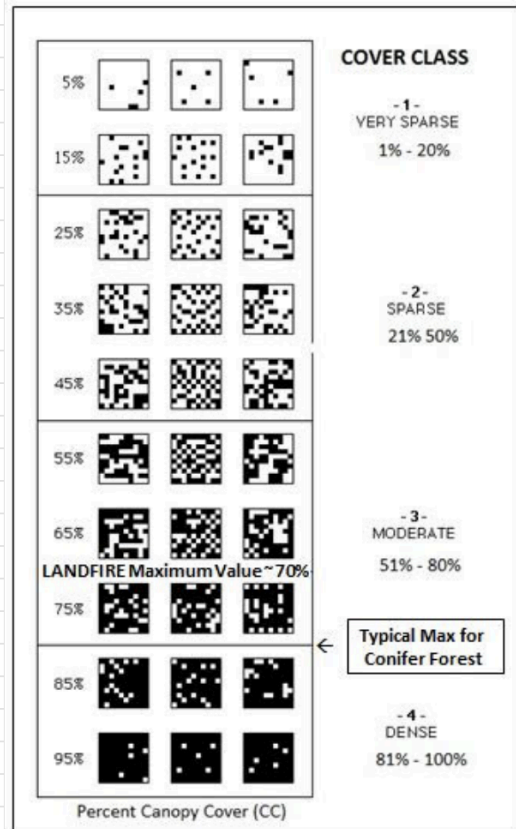 COVER CLASS
5%
- 1 -
VERY SPARSE
1% - 20%
15%
25%
35%
- 2 -
SPARSE
21% 50%
45%
55%
65%
- 3 -
MODERATE
51% - 80%
LANDFIRE Maximum Value~70%
75%
← Typical Max for
Conifer Forest
85%
- 4 -
DENSE
81% - 100%
95%
Percent Canopy Cover (CC)